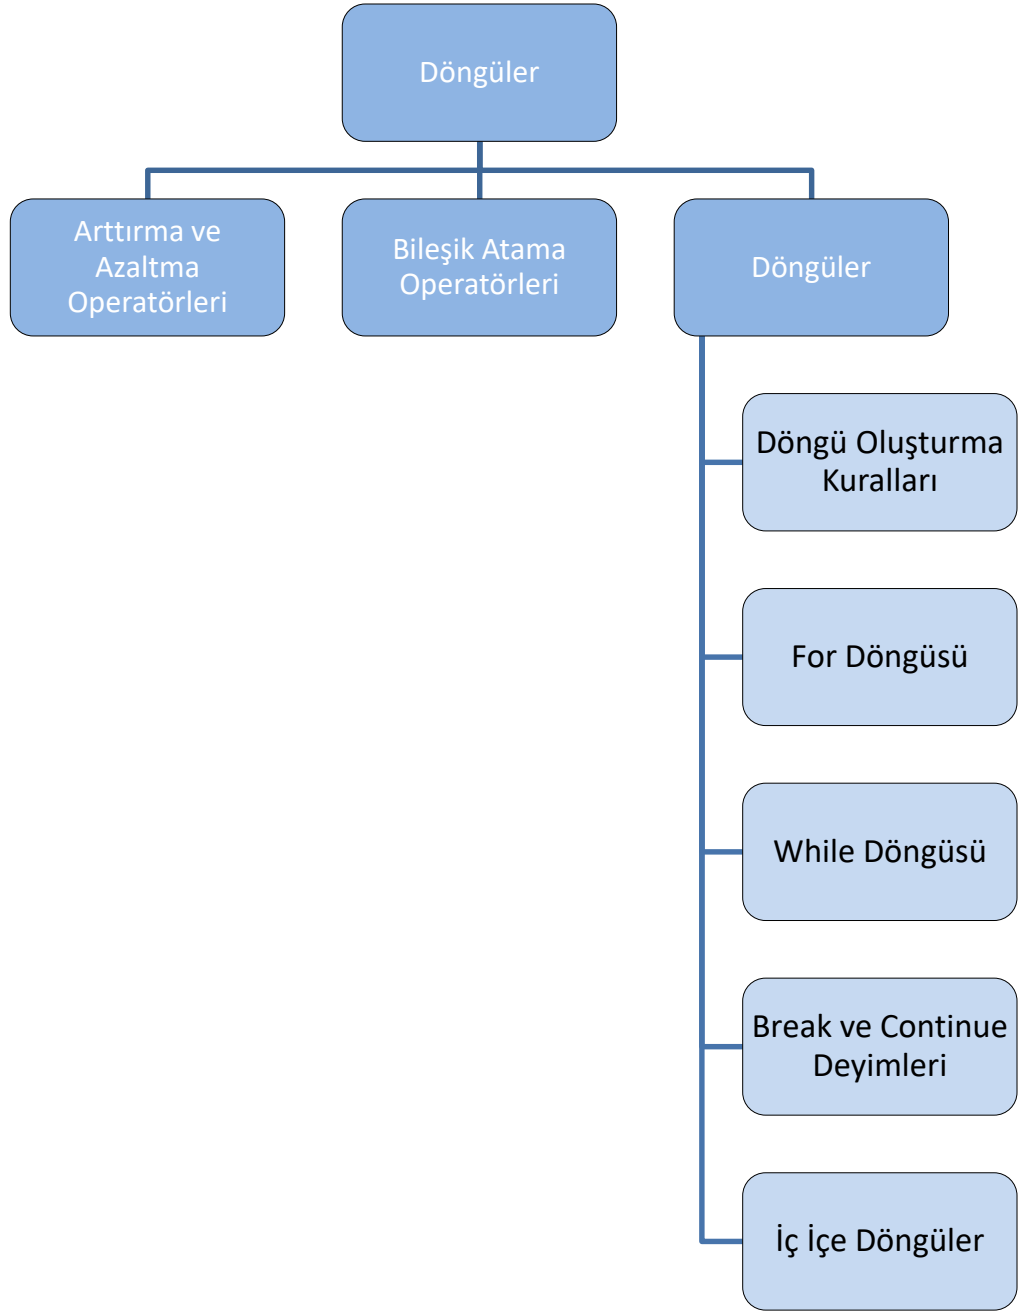 Döngüler
Arttırma ve
Azaltma
Operatörleri
Bileşik Atama
Operatörleri
Döngüler
Döngü Oluşturma
Kuralları
For Döngüsü
While Döngüsü
Break ve Continue
Deyimleri
İç İçe Döngüler